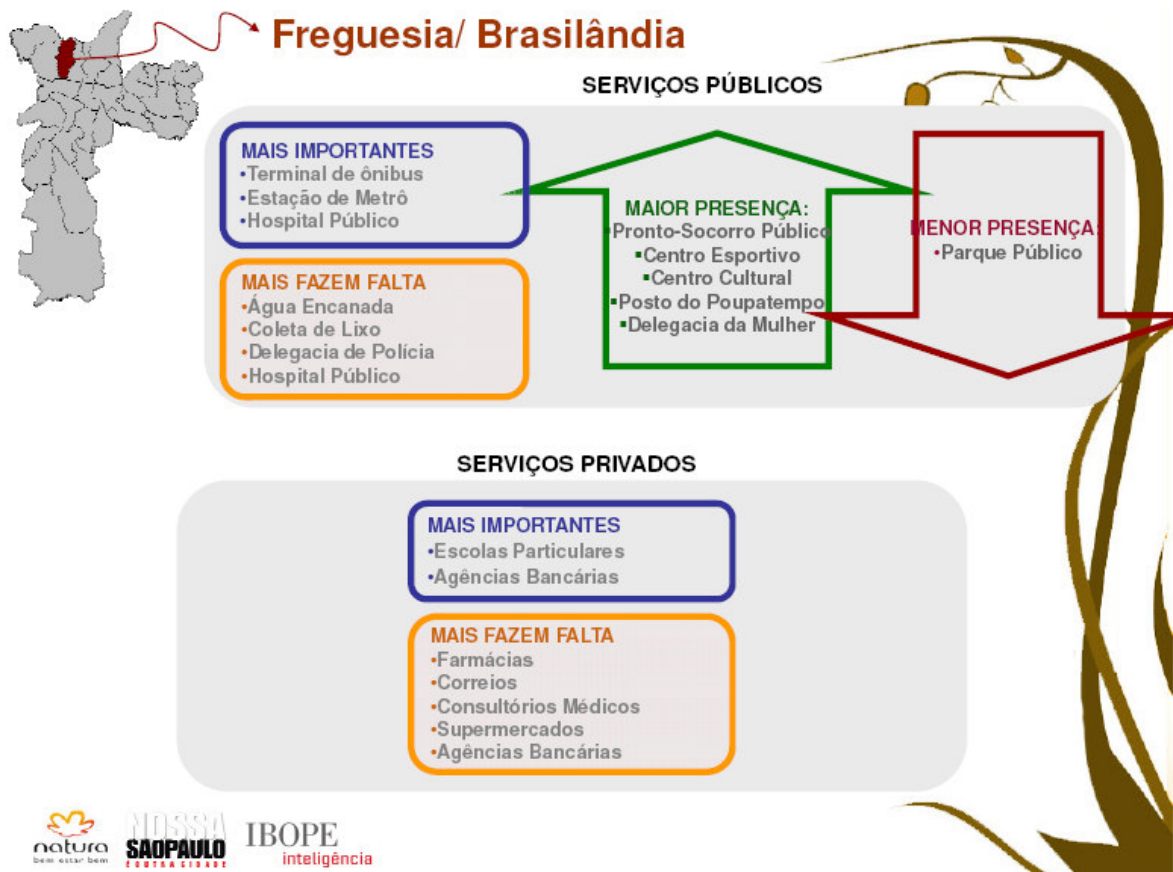 Freguesia/ Brasilândia
SERVIÇOS PÚBLICOS
MAIS IMPORTANTES
•Terminal de ônibus
•Estação de Metrô
•Hospital Público
MAIS FAZEM FALTA
•Água Encanada
•Coleta de Lixo
•Delegacia de Polícia
•Hospital Público
MAIOR PRESENÇA:
▪Pronto-Socorro Público
▪Centro Esportivo
▪Centro Cultural
▪Posto do Poupatempo
▪Delegacia da Mulher
MENOR PRESENÇA:
•Parque Público
SERVIÇOS PRIVADOS
MAIS IMPORTANTES
•Escolas Particulares
•Agências Bancárias
MAIS FAZEM FALTA
•Farmácias
•Correios
•Consultórios Médicos
•Supermercados
•Agências Bancárias
natura
bem estar bem
NOSSA
SÃOPAULO
É OUTRA CIDADE
IBOPE
inteligência